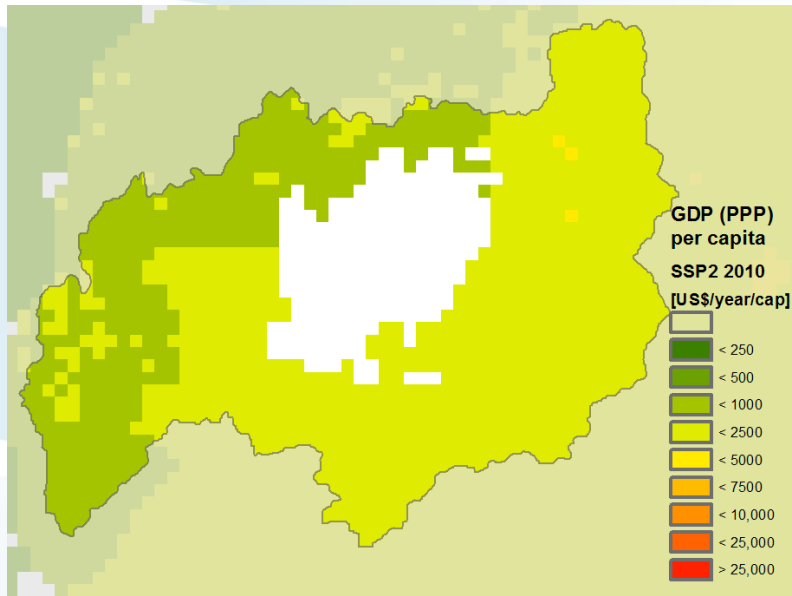 GDP (PPP)
per capita
SSP2 2010
[US$/year/cap]
< 250
< 500
< 1000
< 2500
< 5000
< 7500
< 10,000
< 25,000
> 25,000